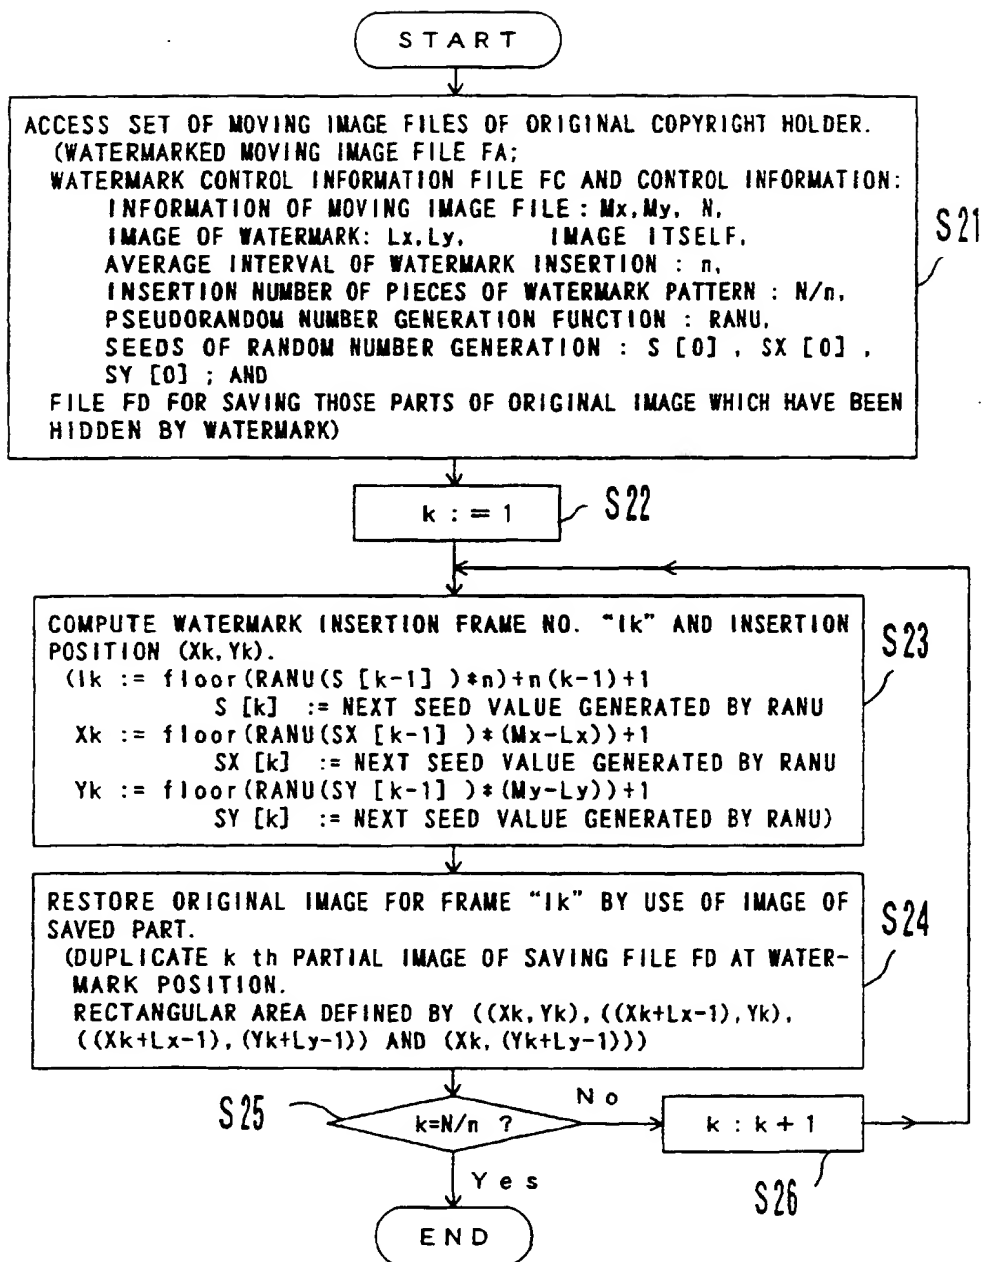 START
ACCESS SET OF MOVING IMAGE FILES OF ORIGINAL COPYRIGHT HOLDER.
(WATERMARKED MOVING IMAGE FILE FA;
WATERMARK CONTROL INFORMATION FILE FC AND CONTROL INFORMATION:
INFORMATION OF MOVING IMAGE FILE : Mx,My, N,
IMAGE OF WATERMARK: Lx,Ly, IMAGE ITSELF,
AVERAGE INTERVAL OF WATERMARK INSERTION : n,
INSERTION NUMBER OF PIECES OF WATERMARK PATTERN : N/n,
PSEUDORANDOM NUMBER GENERATION FUNCTION : RANU,
SEEDS OF RANDOM NUMBER GENERATION : S [0] , SX [0] ,
SY [0] ; AND
FILE FD FOR SAVING THOSE PARTS OF ORIGINAL IMAGE WHICH HAVE BEEN
HIDDEN BY WATERMARK)
S21
k : = 1
S22
COMPUTE WATERMARK INSERTION FRAME NO. "Ik" AND INSERTION
POSITION (Xk,Yk).
(Ik := floor(RANU(S [k-1] )*n)+n(k-1)+1
S [k] := NEXT SEED VALUE GENERATED BY RANU
Xk := floor(RANU(SX [k-1] )*(Mx-Lx))+1
SX [k] := NEXT SEED VALUE GENERATED BY RANU
Yk := floor(RANU(SY [k-1] )*(My-Ly))+1
SY [k] := NEXT SEED VALUE GENERATED BY RANU)
S23
RESTORE ORIGINAL IMAGE FOR FRAME "Ik" BY USE OF IMAGE OF
SAVED PART.
(DUPLICATE k th PARTIAL IMAGE OF SAVING FILE FD AT WATER-
MARK POSITION.
RECTANGULAR AREA DEFINED BY ((Xk,Yk),((Xk+Lx-1),Yk),
((Xk+Lx-1),(Yk+Ly-1)) AND (Xk,(Yk+Ly-1)))
S24
S25
k=N/n ?
No
k : k + 1
S26
Yes
END